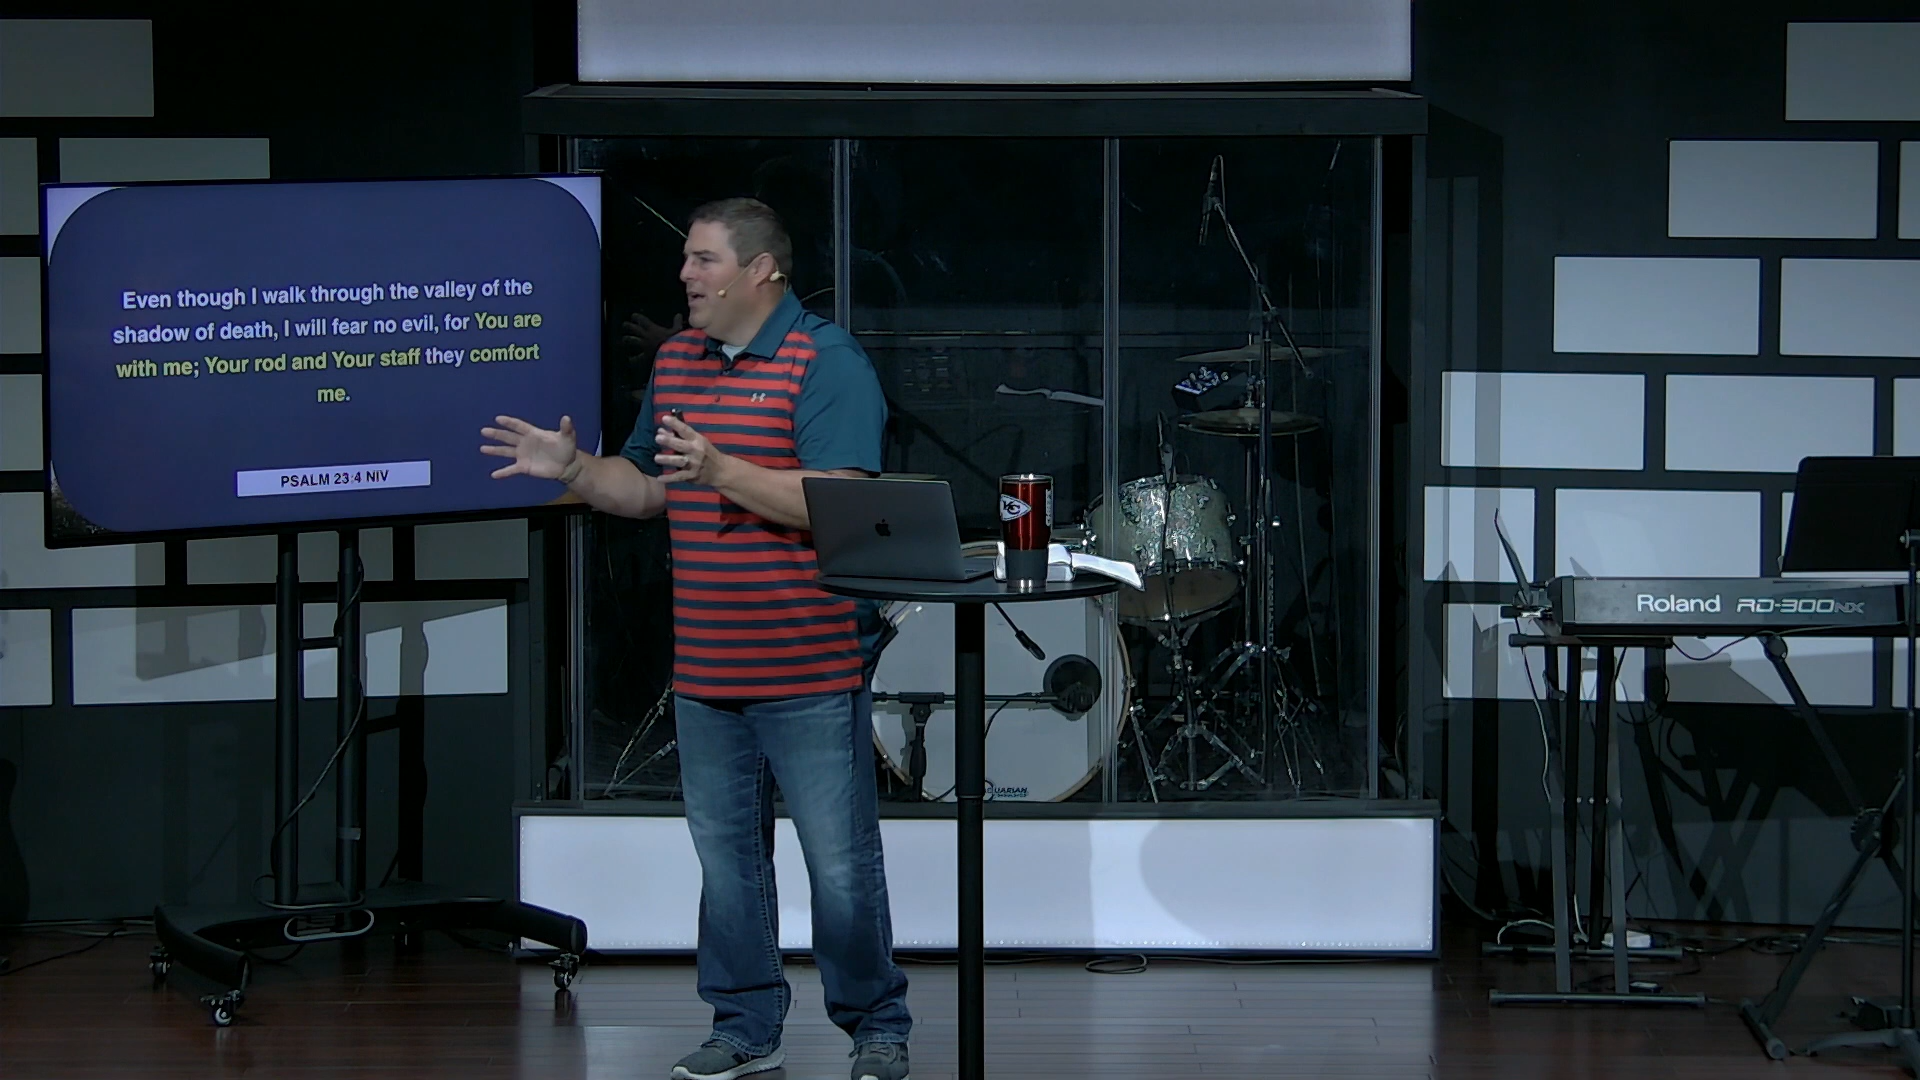 Even though I walk through the valley of the
shadow of death, I will fear no evil, for You are
with me; Your rod and Your staff they comfort
me.
PSALM 23:4 NIV
KC
Roland RD-300NX